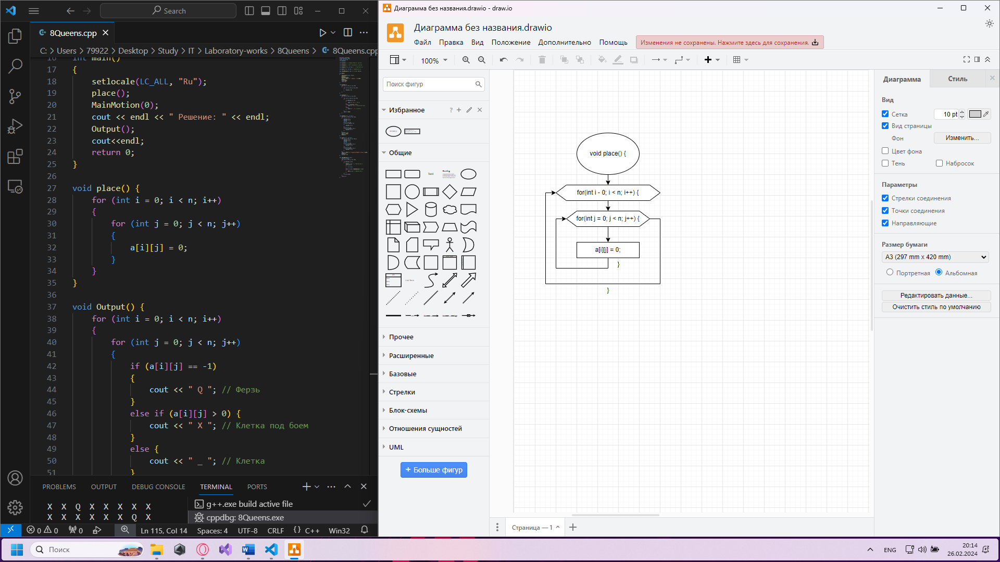 Search
8Queens.cpp
C: > Users > 79922 > Desktop > Study > IT > Laboratory-works > 8Queens > 8Queens.cpp
16 int main()
17 {
18 setlocale(LC_ALL, "Ru");
19 place();
20 MainMotion(0);
21 cout << endl << " Решение: " << endl;
22 Output();
23 cout<<endl;
24 return 0;
25 }
26
27 void place() {
28 for (int i = 0; i < n; i++)
29 {
30 for (int j = 0; j < n; j++)
31 {
32 a[i][j] = 0;
33 }
34 }
35 }
36
37 void Output() {
38 for (int i = 0; i < n; i++)
39 {
40 for (int j = 0; j < n; j++)
41 {
42 if (a[i][j] == -1)
43 {
44 cout << " Q "; // Ферзь
45 }
46 else if (a[i][j] > 0) {
47 cout << " X "; // Клетка под боем
48 }
49 else {
50 cout << " _ "; // Клетка
51 }
PROBLEMS OUTPUT DEBUG CONSOLE TERMINAL PORTS
X X Q X X X X X
X X X X X X Q X
g++.exe build active file
cppdbg: 8Queens.exe
0 0 0 Ln 115, Col 14 Spaces: 4 UTF-8 CRLF {} C++ Win32
Диаграмма без названия.drawio - draw.io
Диаграмма без названия.drawio
Файл Правка Вид Положение Дополнительно Помощь Изменения не сохранены. Нажмите здесь для сохранения.
100%
Поиск фигур
Избранное ?
Общие
Text
Heading
Прочее
Расширенные
Базовые
Стрелки
Блок-схемы
Отношения сущностей
UML
+ Больше фигур
void place() {
for(int i - 0; i < n; i++) {
for(int j = 0; j < n; j++) {
a[i][j] = 0;
}
}
Страница — 1
Диаграмма Стиль
Вид
Сетка 10 pt
Вид страницы
Фон Изменить...
Цвет фона
Тень Набросок
Параметры
Стрелки соединения
Точки соединения
Направляющие
Размер бумаги
A3 (297 mm x 420 mm)
Портретная Альбомная
Редактировать данные...
Очистить стиль по умолчанию
Поиск
ENG
20:14
26.02.2024